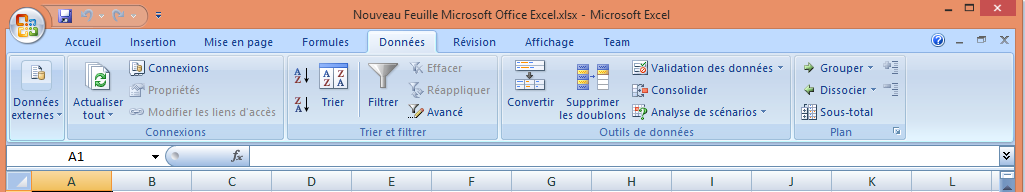 Nouveau Feuille Microsoft Office Excel.xlsx - Microsoft Excel
Accueil Insertion Mise en page Formules Données Révision Affichage Team
Données externes
Actualiser tout
Connexions
Propriétés
Modifier les liens d'accès
Connexions
A Z
Z A
A Z Z A
Trier
Filtrer
Effacer
Réappliquer
Avancé
Trier et filtrer
Convertir
Supprimer les doublons
Validation des données
Consolider
Analyse de scénarios
Outils de données
Grouper
Dissocier
Sous-total
Plan
A1 fx
A B C D E F G H I J K L